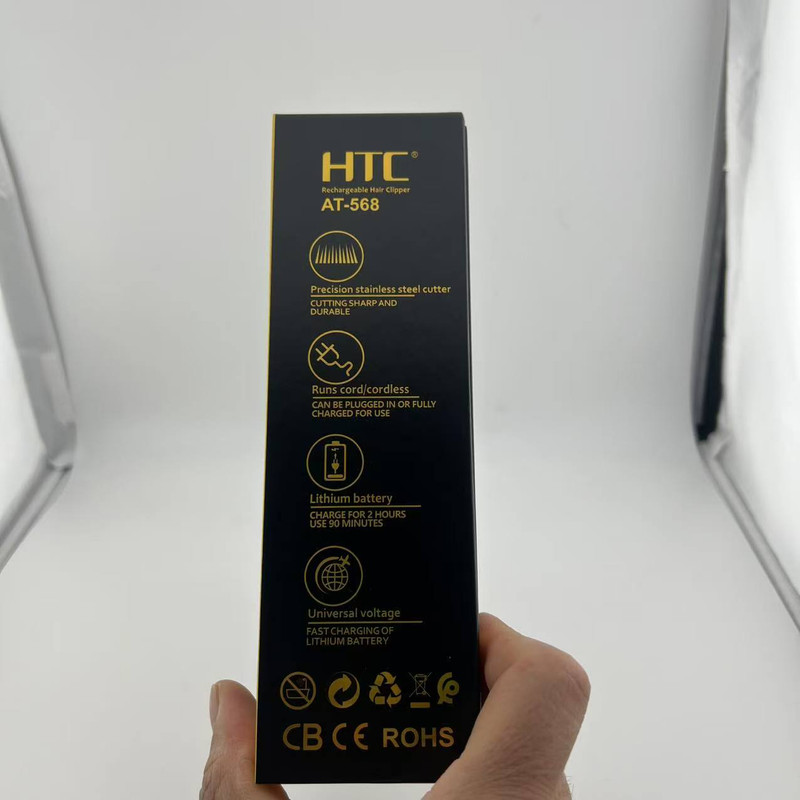 HTC®
Rechargeable Hair Clipper
AT-568
Precision stainless steel cutter
CUTTING SHARP AND
DURABLE
Runs cord/cordless
CAN BE PLUGGED IN OR FULLY
CHARGED FOR USE
Lithium battery
CHARGE FOR 2 HOURS
USE 90 MINUTES
Universal voltage
FAST CHARGING OF
LITHIUM BATTERY
CB CE ROHS